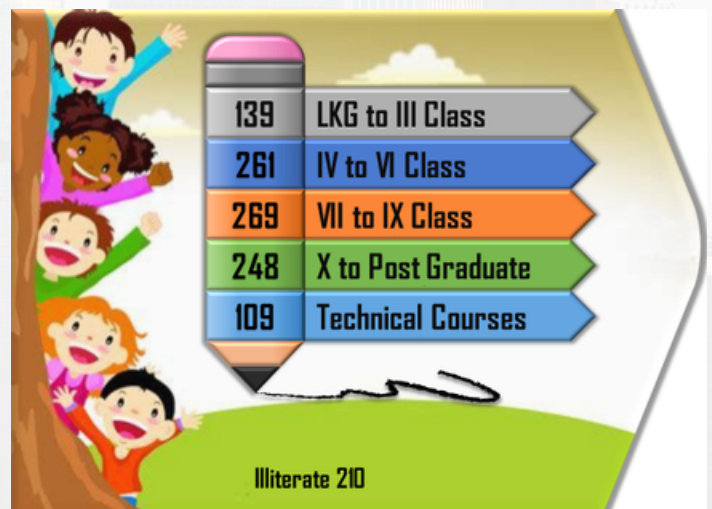 139 LKG to III Class
261 IV to VI Class
269 VII to IX Class
248 X to Post Graduate
109 Technical Courses
Illiterate 210